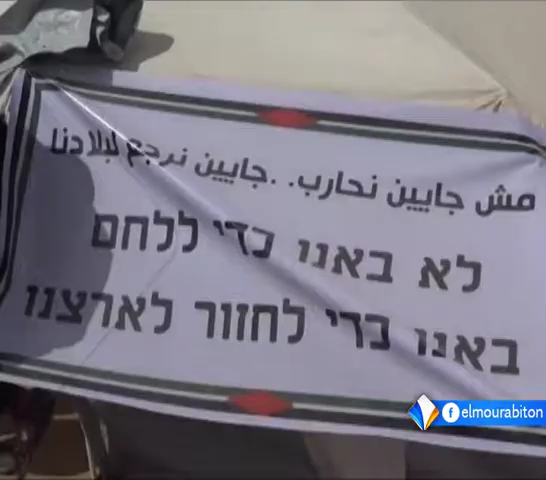 مش جايين نحارب. .جايين نرجع لبلادنا
לא באנו כדי ללחם
באנו כדי לחזור לארצנו
elmourabiton